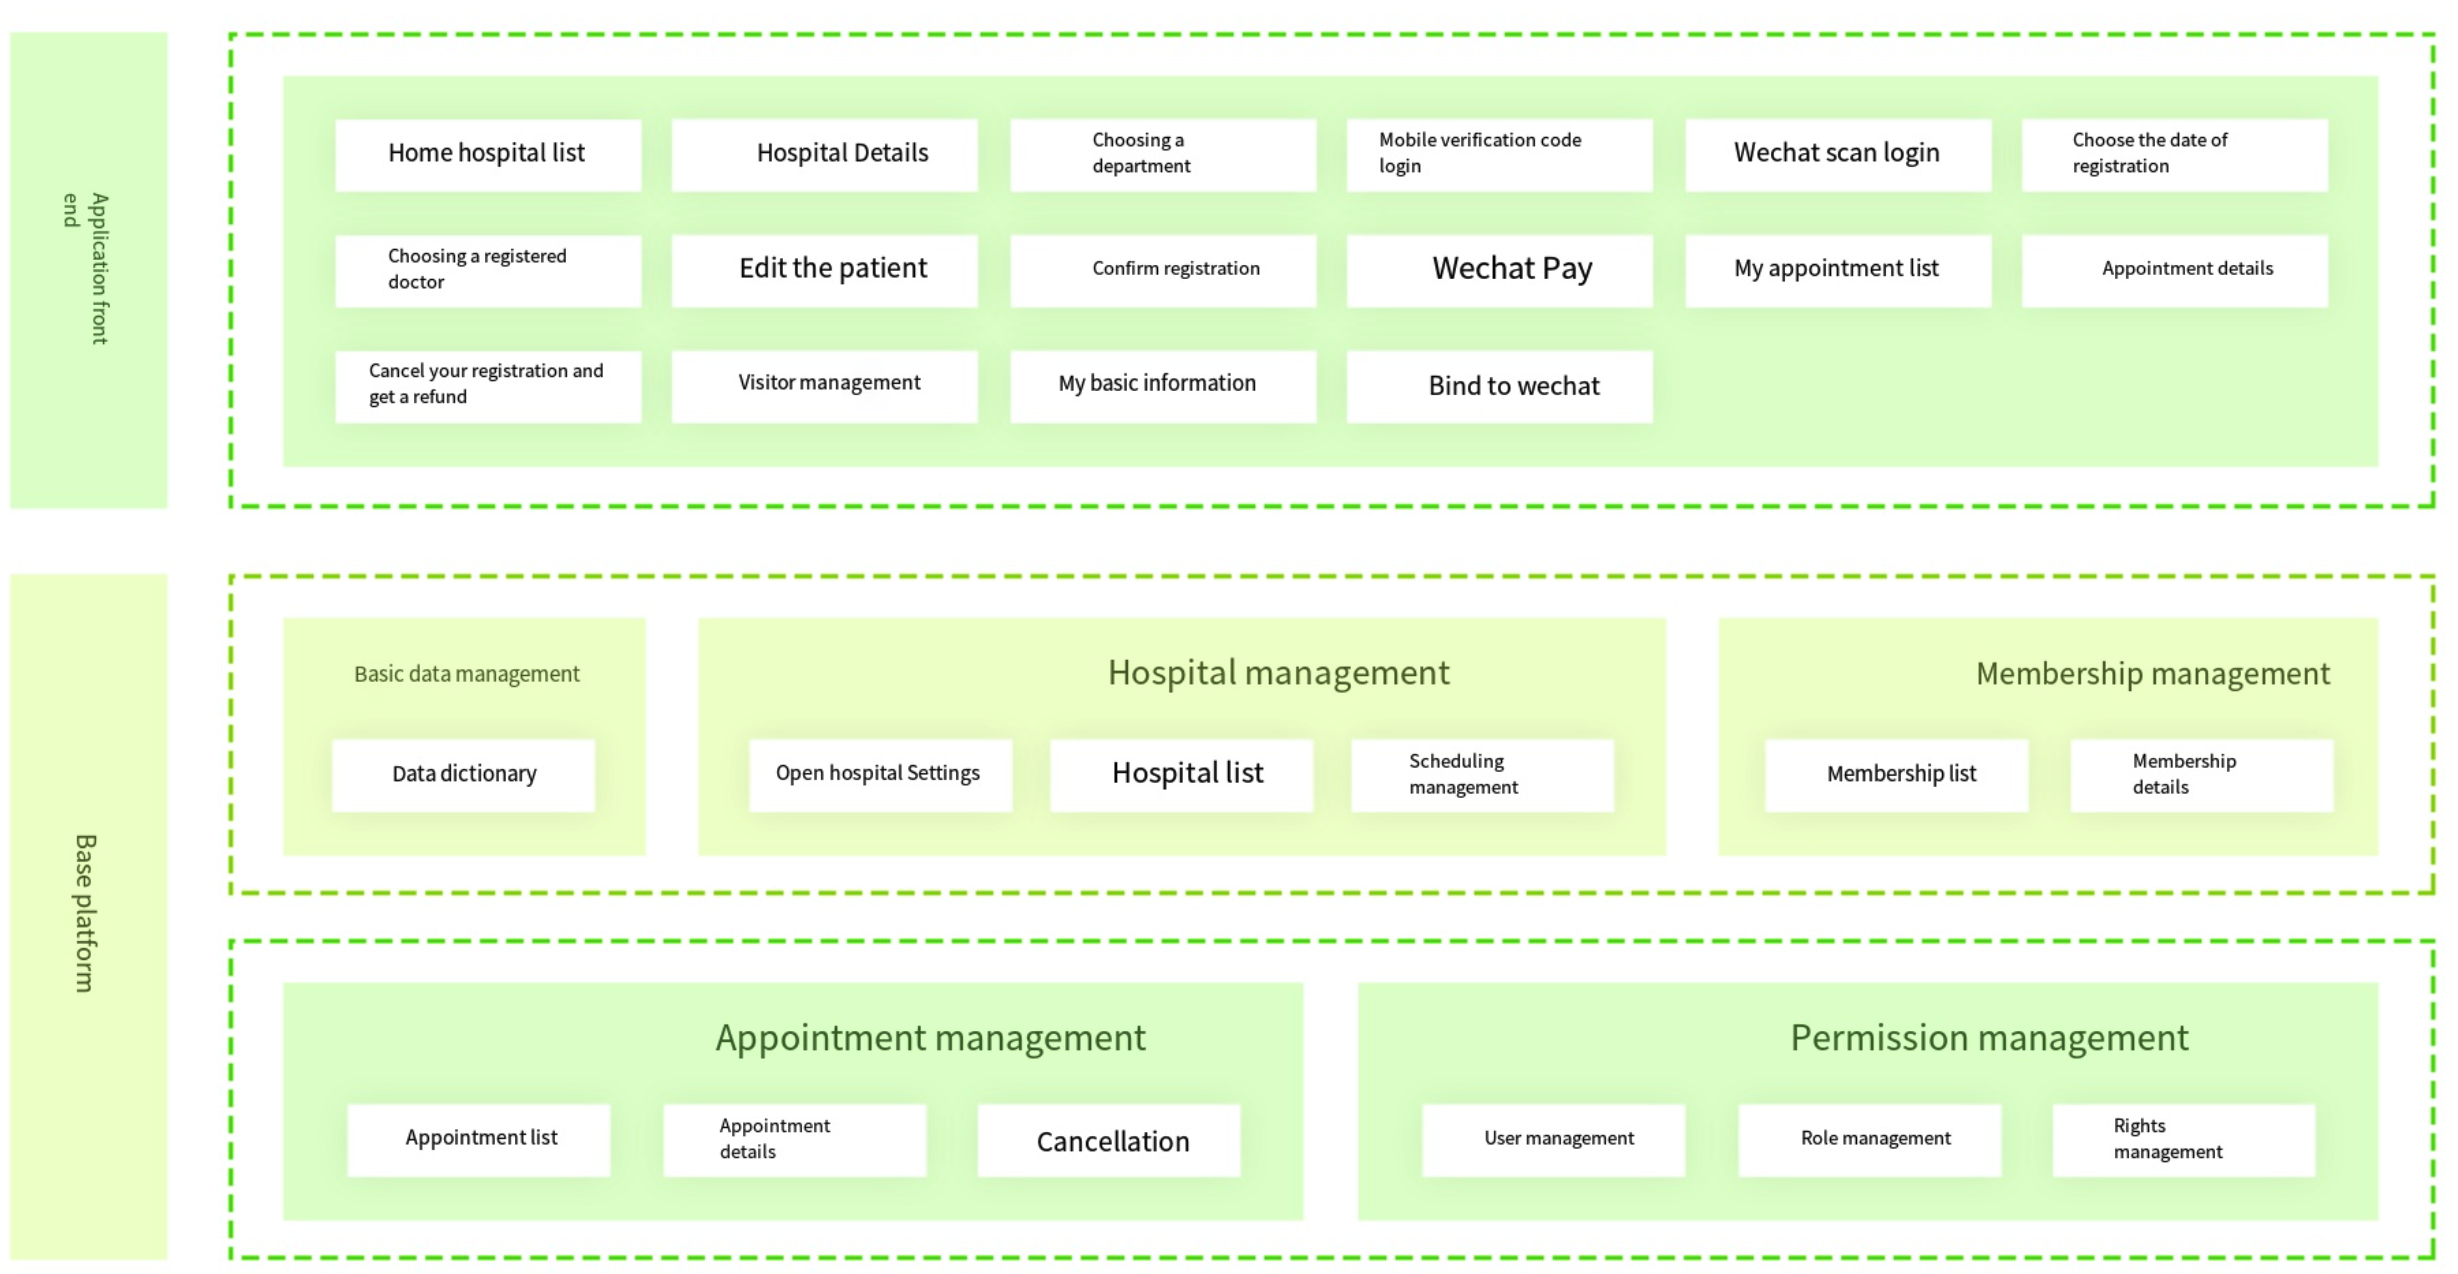 Application front
end
Home hospital list
Hospital Details
Choosing a
department
Mobile verification code
login
Wechat scan login
Choose the date of
registration
Choosing a registered
doctor
Edit the patient
Confirm registration
Wechat Pay
My appointment list
Appointment details
Cancel your registration and
get a refund
Visitor management
My basic information
Bind to wechat
Base platform
Basic data management
Data dictionary
Hospital management
Open hospital Settings
Hospital list
Scheduling
management
Membership management
Membership list
Membership
details
Appointment management
Appointment list
Appointment
details
Cancellation
Permission management
User management
Role management
Rights
management